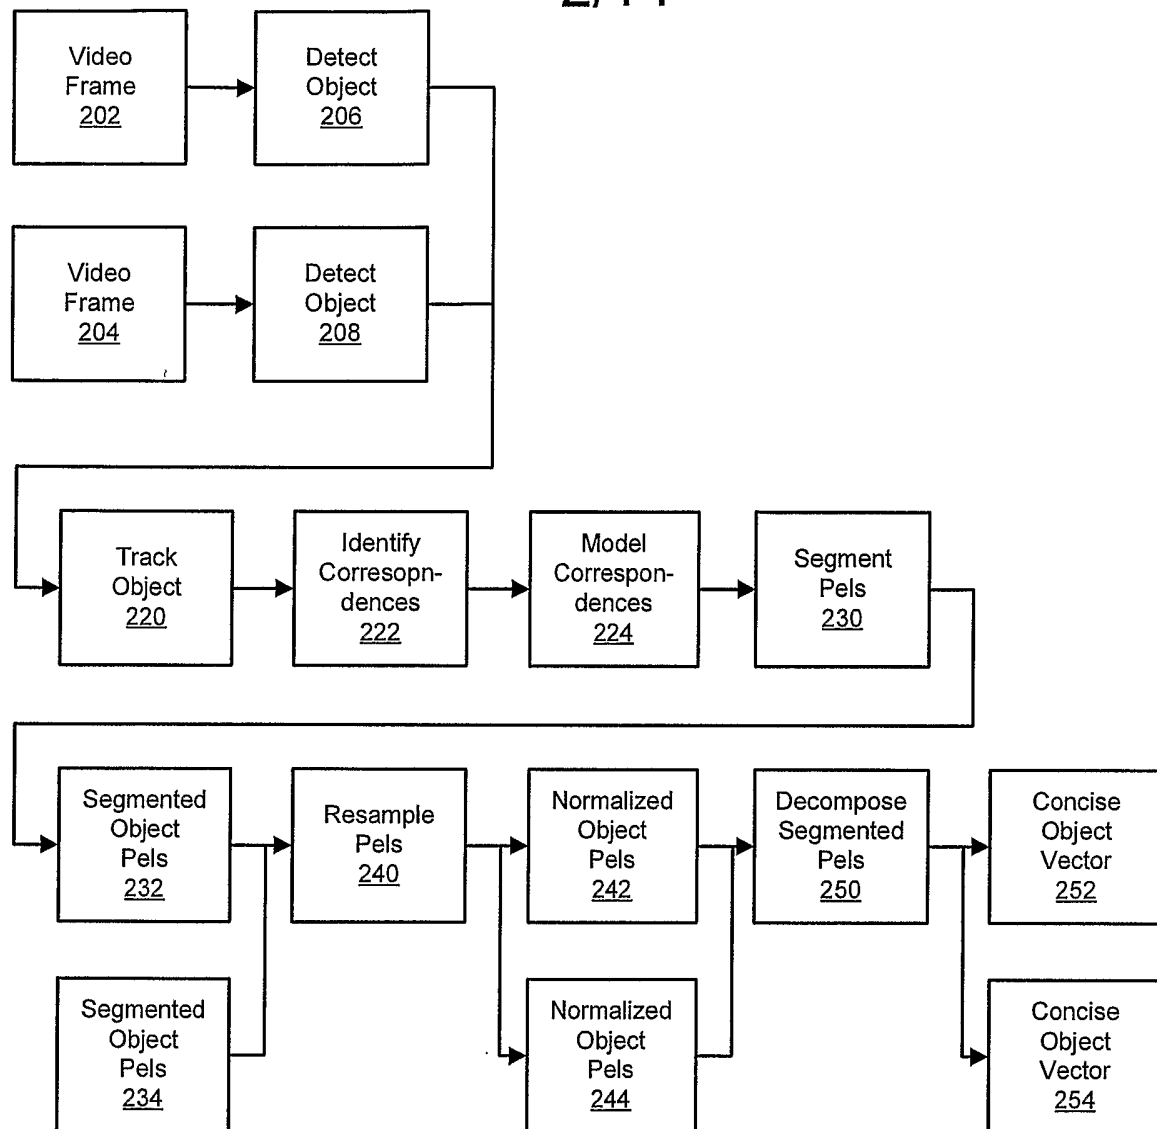 Video
Frame
202
Detect
Object
206
Video
Frame
204
Detect
Object
208
Track
Object
220
Identify
Corresopn-
dences
222
Model
Correspon-
dences
224
Segment
Pels
230
Segmented
Object
Pels
232
Resample
Pels
240
Normalized
Object
Pels
242
Decompose
Segmented
Pels
250
Concise
Object
Vector
252
Segmented
Object
Pels
234
Normalized
Object
Pels
244
Concise
Object
Vector
254